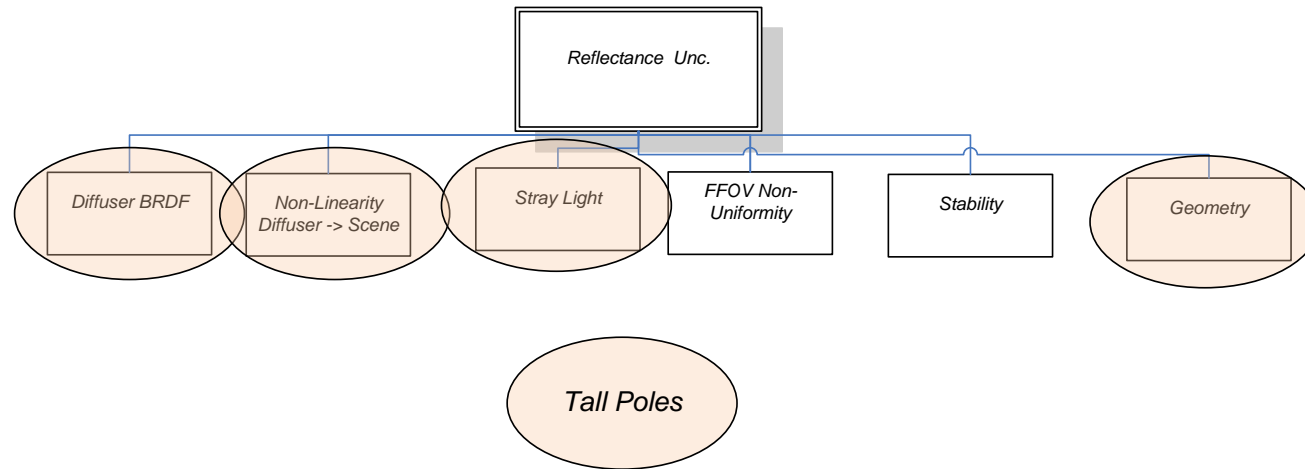 Reflectance Unc.
Diffuser BRDF
Non-Linearity
Diffuser -> Scene
Stray Light
FFOV Non-
Uniformity
Stability
Geometry
Tall Poles